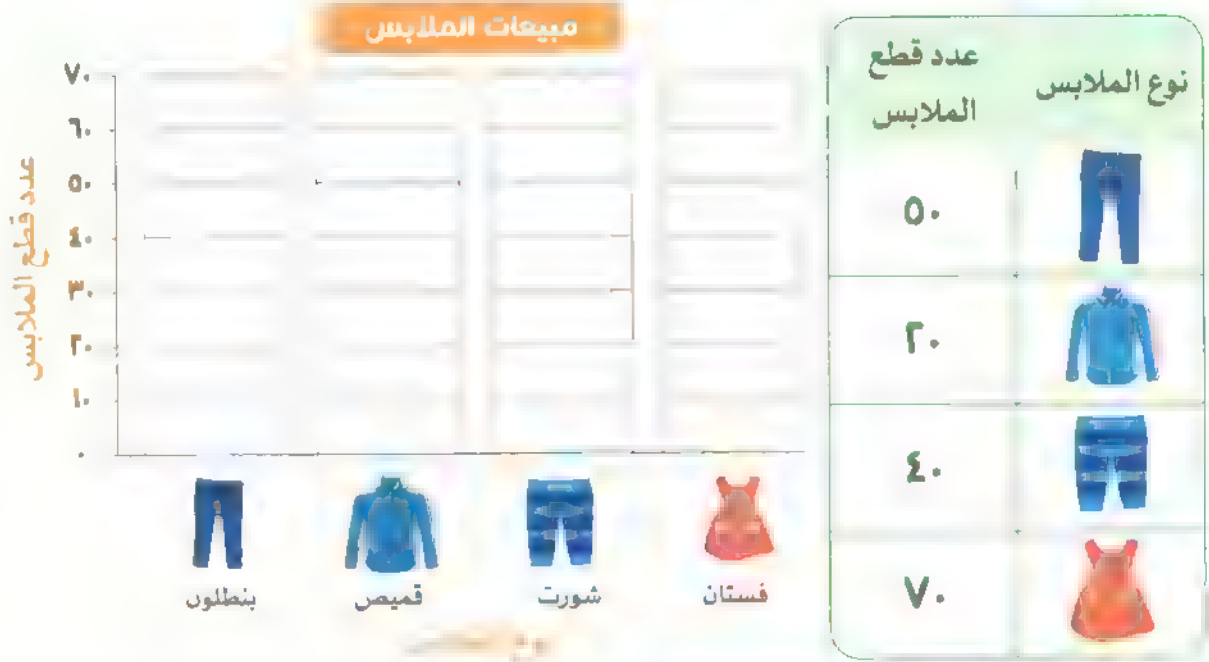 مبيعات الملابس
نوع الملابس
عدد قطع
الملابس
٥٠
٢٠
٤٠
٧٠
عدد قطع الملابس
٧٠
٦٠
٥٠
٤٠
٣٠
٢٠
١٠
٠
بنطلون
قميص
شورت
فستان